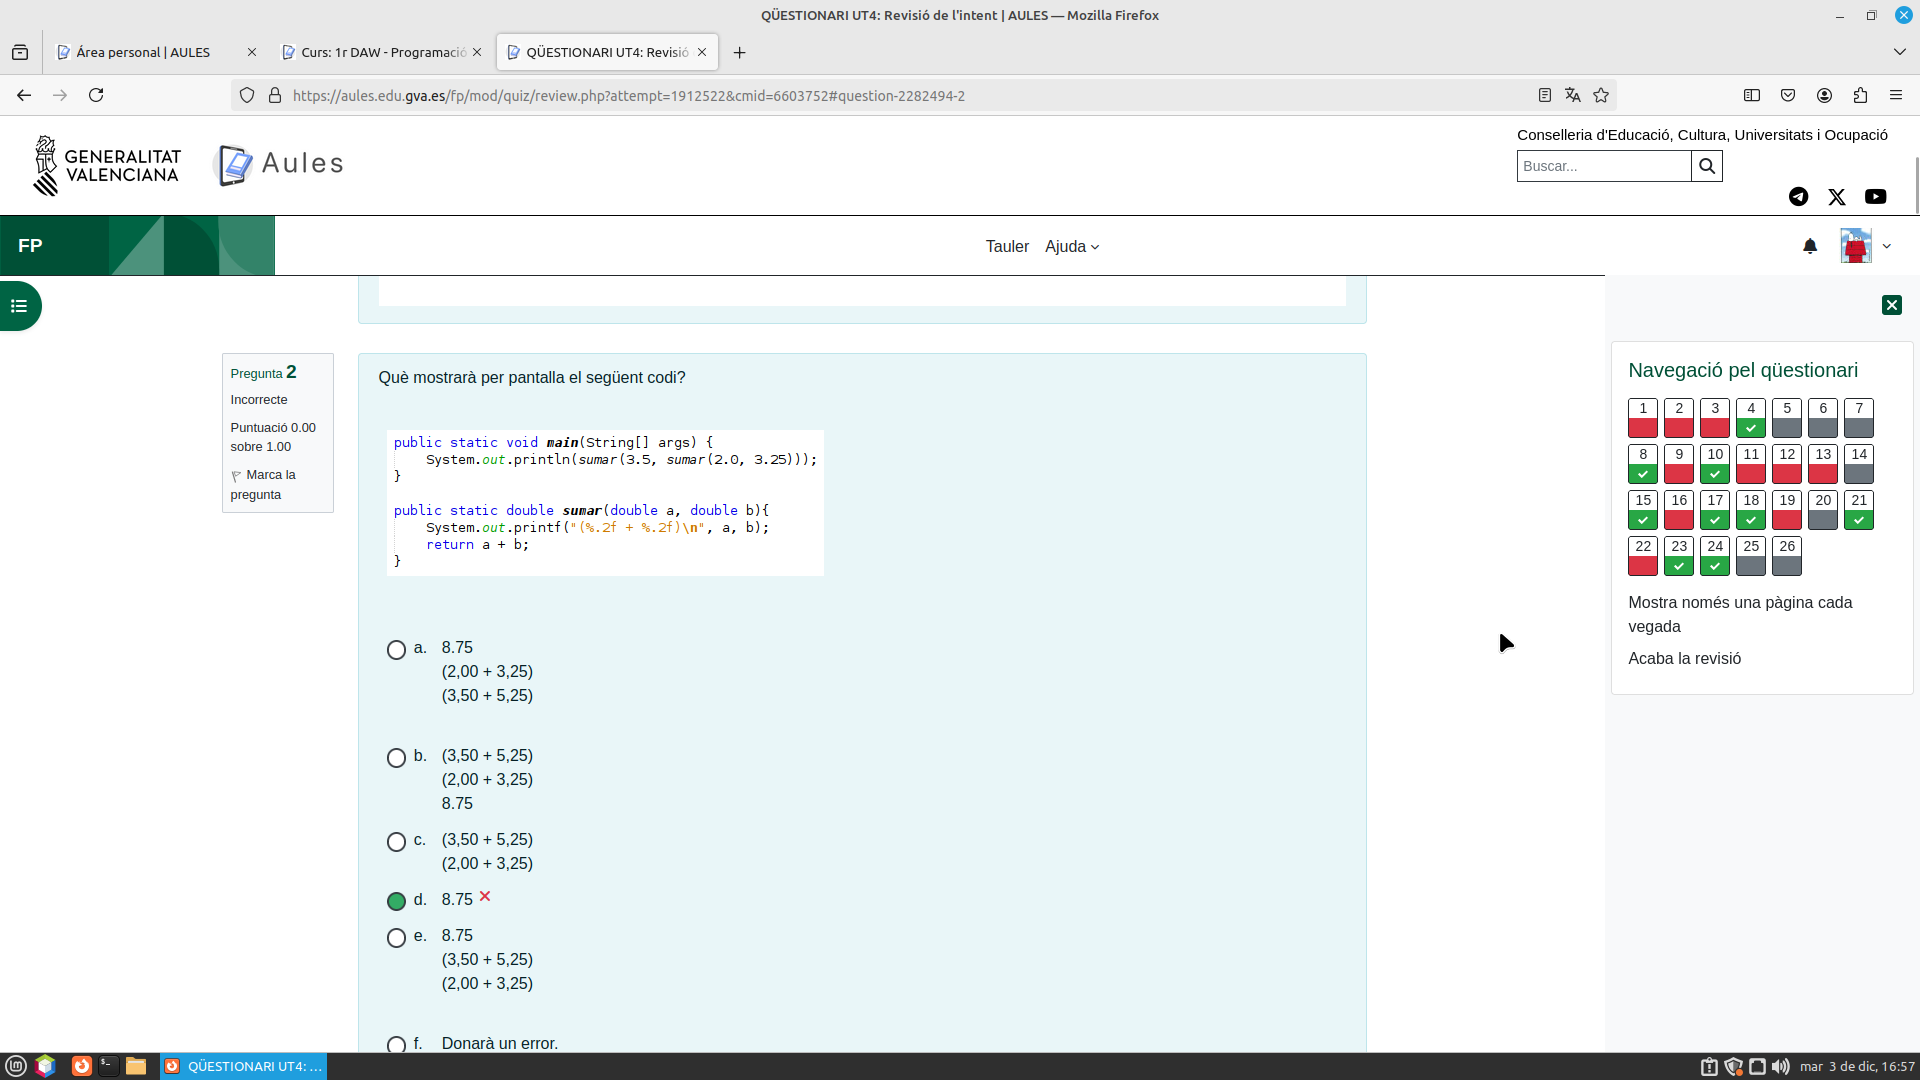 QÜESTIONARI UT4: Revisió de l'intent | AULES — Mozilla Firefox
Área personal | AULES
Curs: 1r DAW - Programació
QÜESTIONARI UT4: Revisió
https://aules.edu.gva.es/fp/mod/quiz/review.php?attempt=1912522&cmid=6603752#question-2282494-2
GENERALITAT
VALENCIANA
Aules
Conselleria d'Educació, Cultura, Universitats i Ocupació
Buscar...
FP
Tauler
Ajuda
Pregunta 2
Incorrecte
Puntuació 0.00
sobre 1.00
Marca la
pregunta
Què mostrarà per pantalla el següent codi?
public static void main(String[] args) {
System.out.println(sumar(3.5, sumar(2.0, 3.25)));
}
public static double sumar(double a, double b){
System.out.printf("(%.2f + %.2f)\n", a, b);
return a + b;
}
a. 8.75
(2,00 + 3,25)
(3,50 + 5,25)
b. (3,50 + 5,25)
(2,00 + 3,25)
8.75
c. (3,50 + 5,25)
(2,00 + 3,25)
d. 8.75
e. 8.75
(3,50 + 5,25)
(2,00 + 3,25)
f. Donarà un error.
Navegació pel qüestionari
1 2 3 4 5 6 7
8 9 10 11 12 13 14
15 16 17 18 19 20 21
22 23 24 25 26
Mostra només una pàgina cada
vegada
Acaba la revisió
QÜESTIONARI UT4: ...
mar 3 de dic, 16:57